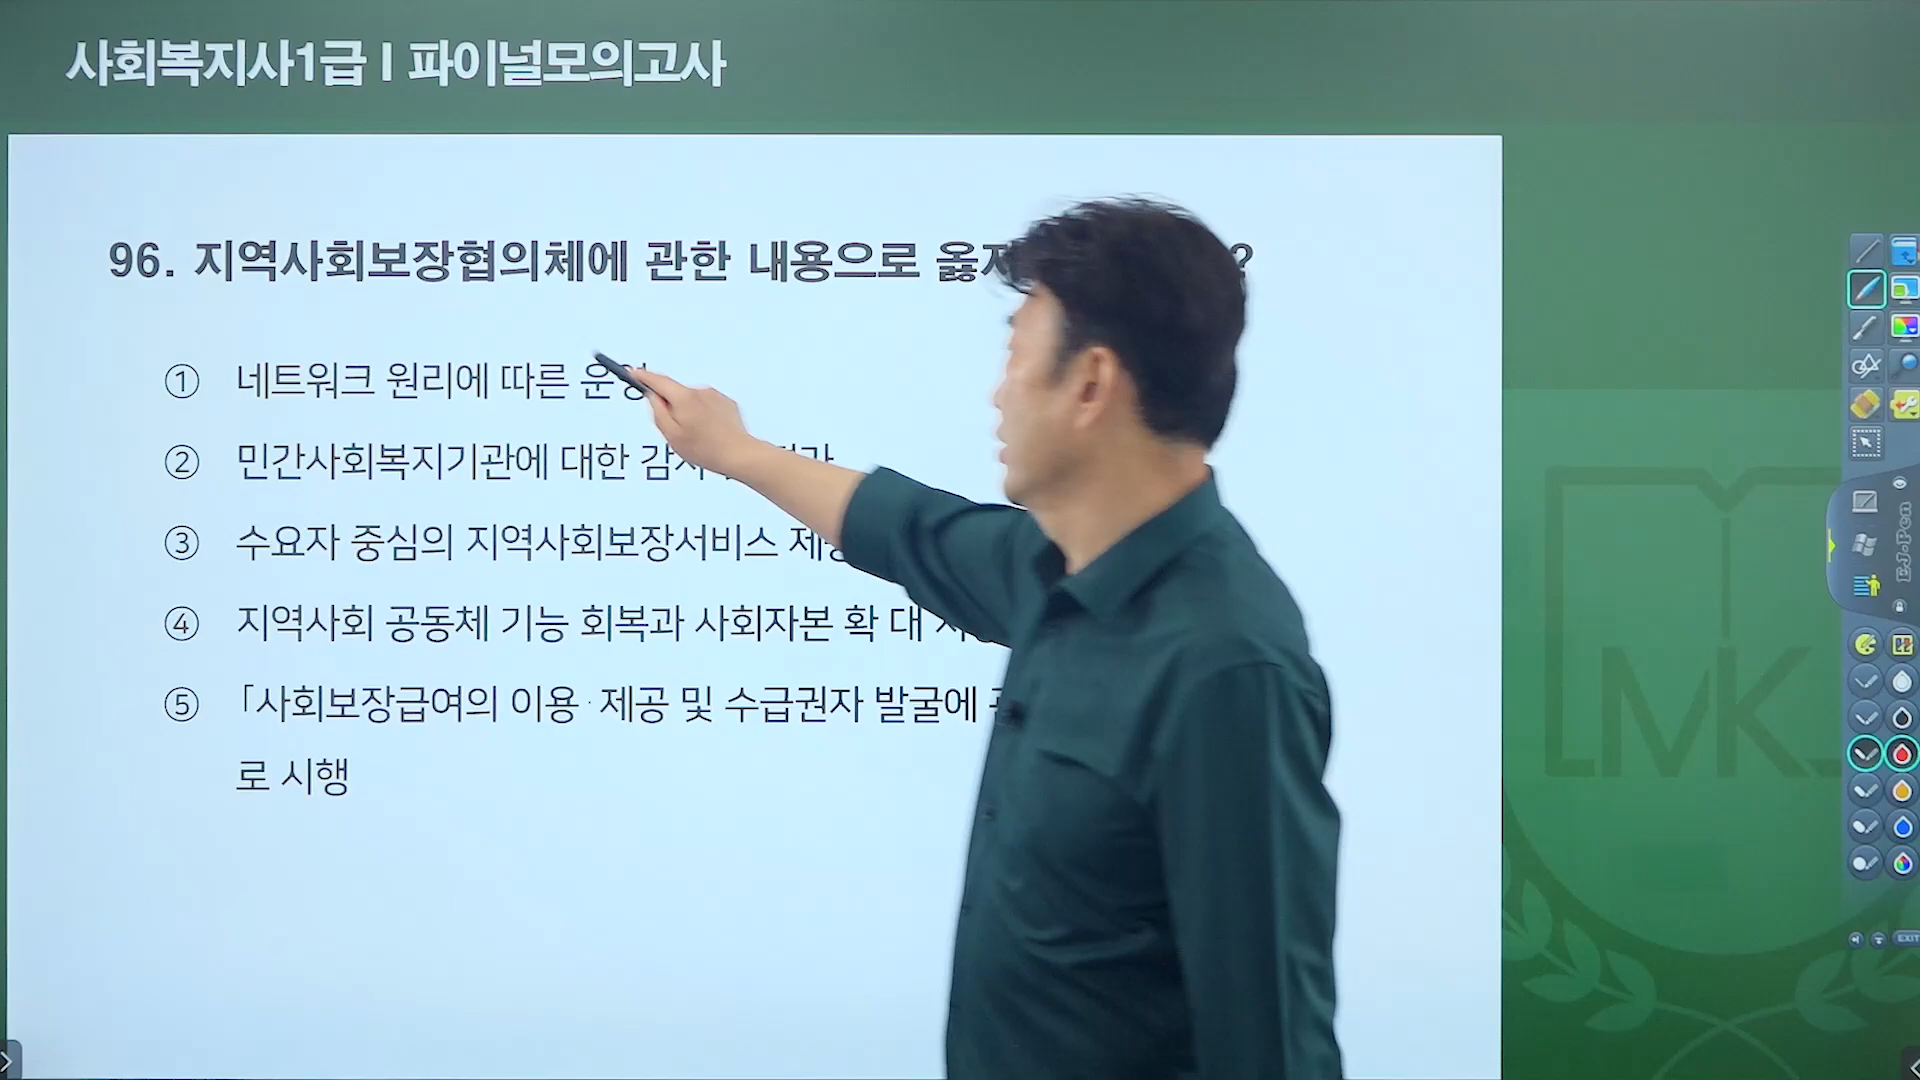 사회복지사1급 | 파이널모의고사
96. 지역사회보장협의체에 관한 내용으로 ?
① 네트워크 원리에 따른 운영
② 민간사회복지기관에 대한
③ 수요자 중심의 지역사회보장서비스
④ 지역사회 공동체 기능 회복과 사회자본 확 대
⑤ 「사회보장급여의 이용·제공 및 수급권자 발굴에
로 시행
MK
EJ-Pen
EXIT